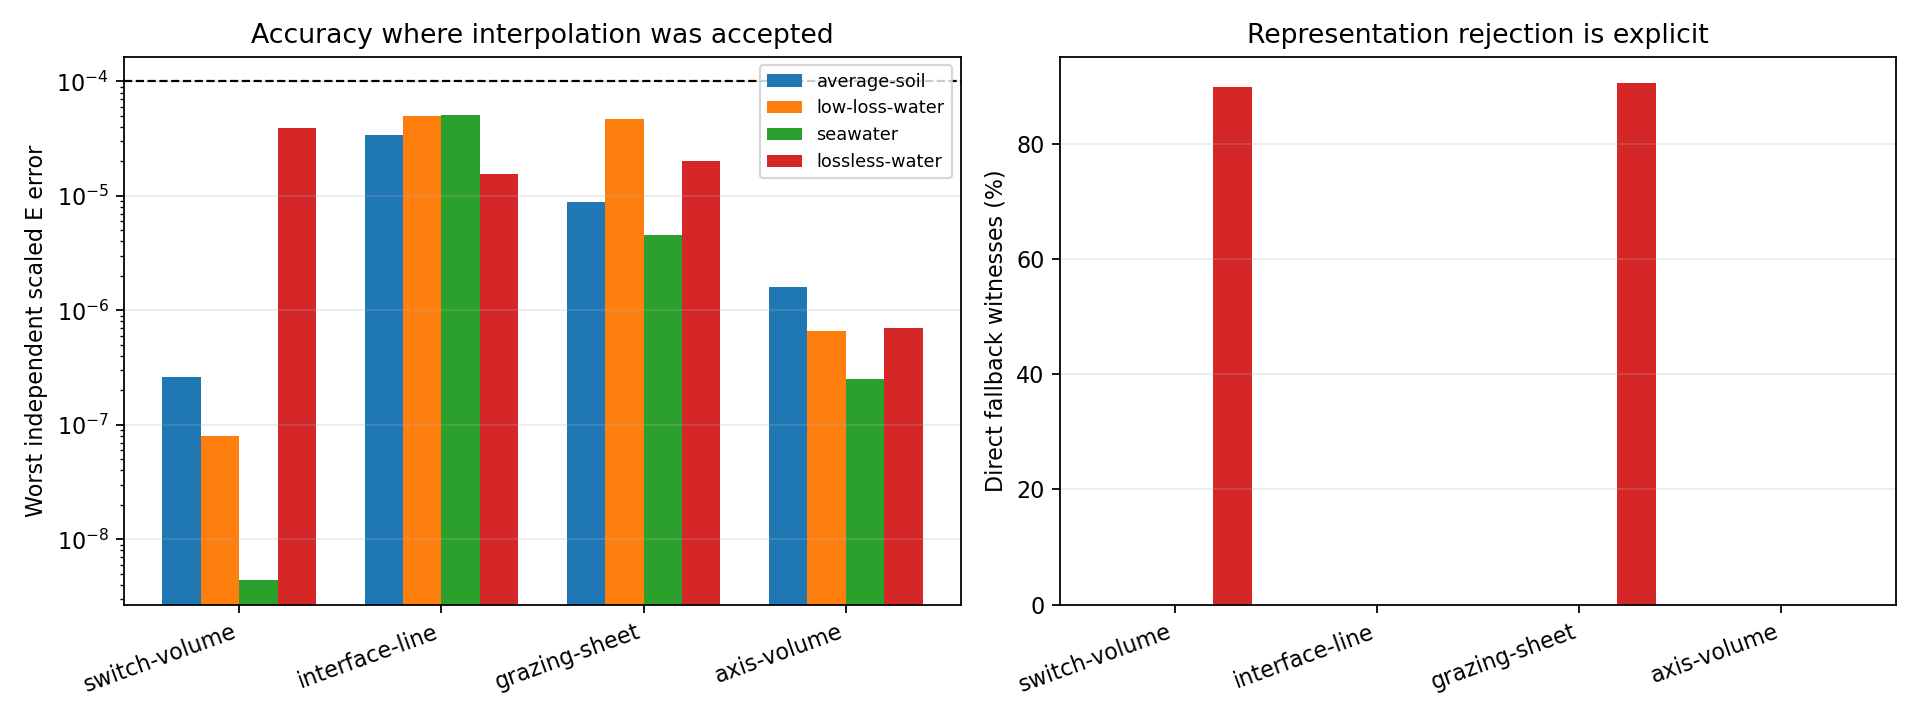 Accuracy where interpolation was accepted
Worst independent scaled E error
10⁻⁴
10⁻⁵
10⁻⁶
10⁻⁷
10⁻⁸
average-soil
low-loss-water
seawater
lossless-water
switch-volume
interface-line
grazing-sheet
axis-volume
Representation rejection is explicit
Direct fallback witnesses (%)
80
60
40
20
0
switch-volume
interface-line
grazing-sheet
axis-volume